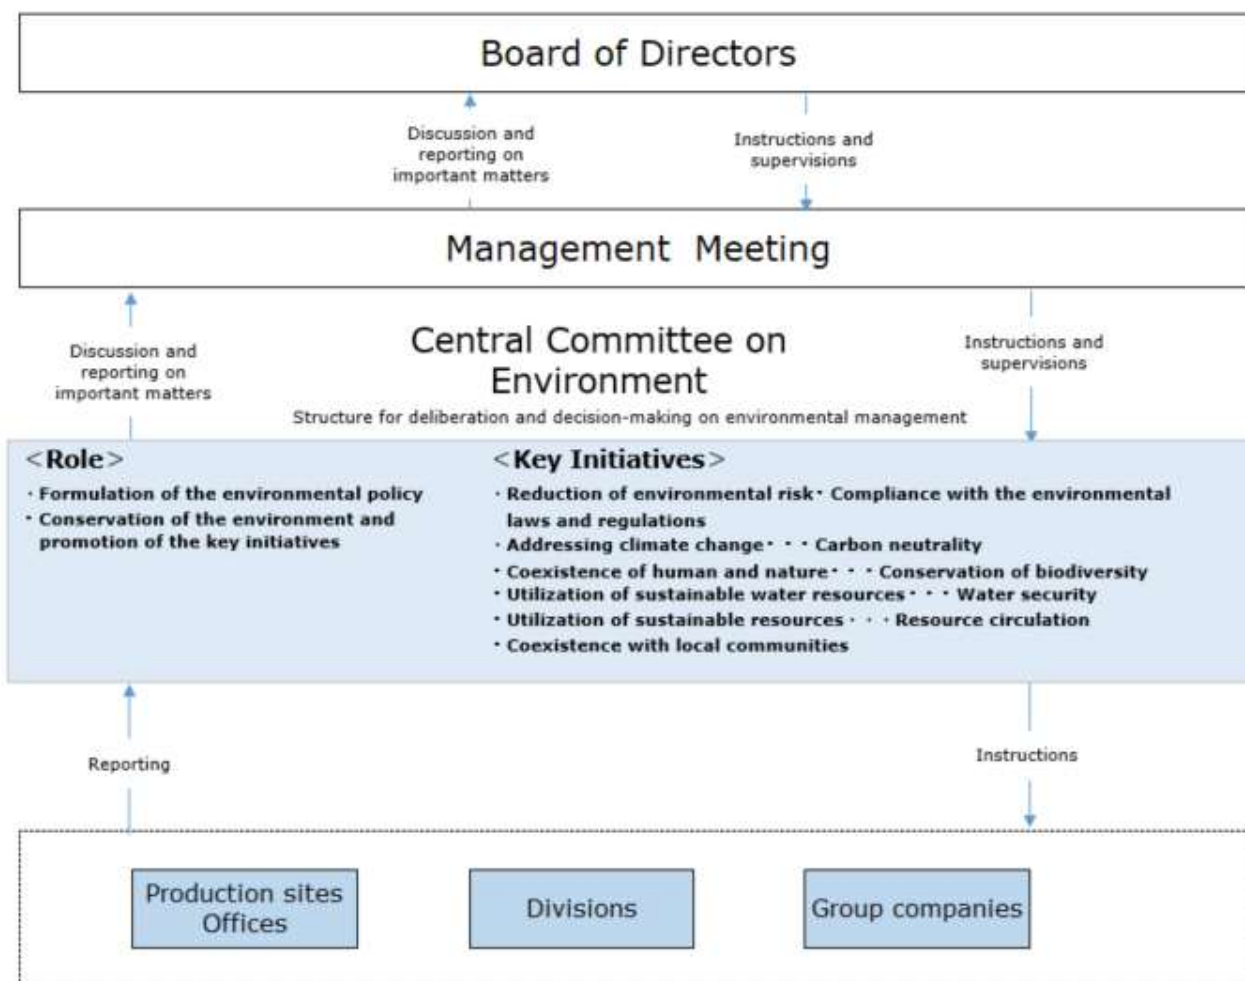 Board of Directors
Discussion and
reporting on
important matters
Instructions and
supervisions
Management Meeting
Discussion and
reporting on
important matters
Central Committee on
Environment
Structure for deliberation and decision-making on environmental management
Instructions and
supervisions
<Role>
・Formulation of the environmental policy
・Conservation of the environment and
promotion of the key initiatives
<Key Initiatives>
・Reduction of environmental risk・ Compliance with the environmental
laws and regulations
・Addressing climate change・・・ Carbon neutrality
・Coexistence of human and nature・・・ Conservation of biodiversity
・Utilization of sustainable water resources・・・ Water security
・Utilization of sustainable resources ・・・ Resource circulation
・Coexistence with local communities
Reporting
Instructions
Production sites
Offices
Divisions
Group companies